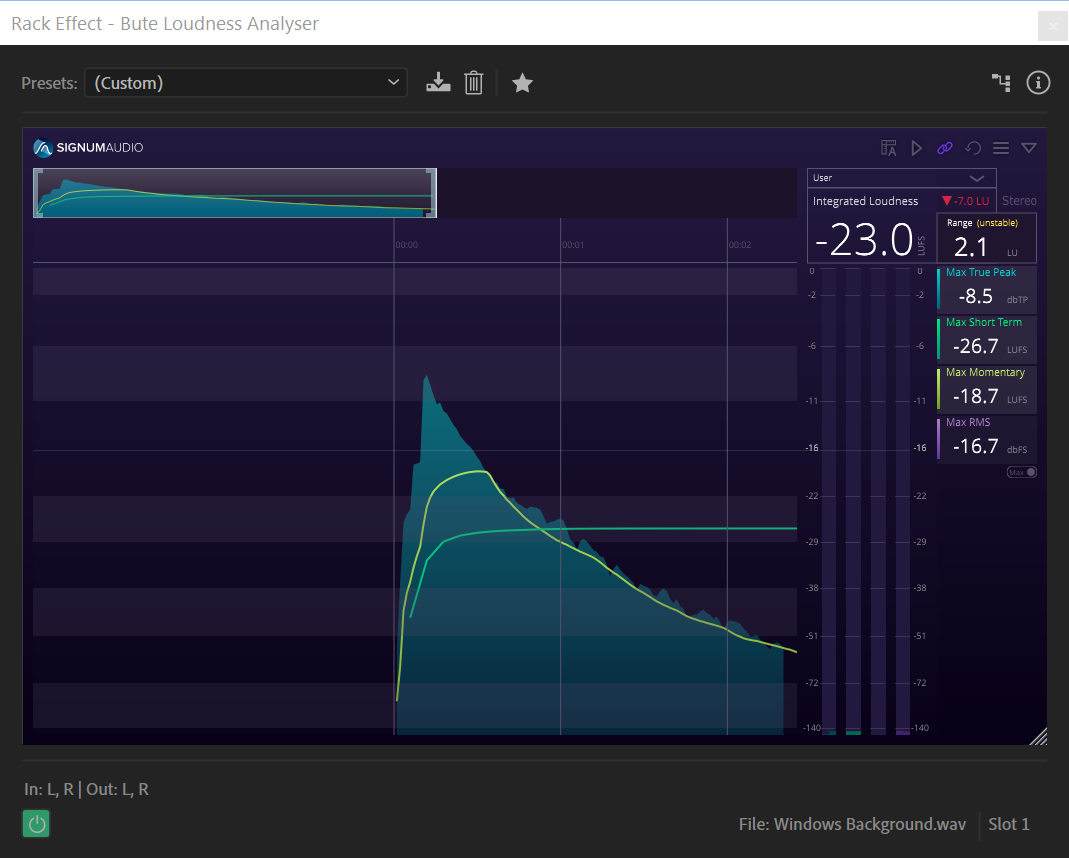 Rack Effect - Bute Loudness Analyser
Presets: (Custom)
SIGNUMAUDIO
User
Integrated Loudness
-7.0 LU
Stereo
-23.0 LUFS
Range (unstable)
2.1 LU
00:00 00:01 00:02
0 0
-2 -2
-6 -6
-11 -11
-16 -16
-22 -22
-29 -29
-38 -38
-51 -51
-72 -72
-140 -140
Max True Peak
-8.5 dbTP
Max Short Term
-26.7 LUFS
Max Momentary
-18.7 LUFS
Max RMS
-16.7 dbFS
Max
In: L, R | Out: L, R
File: Windows Background.wav
Slot 1